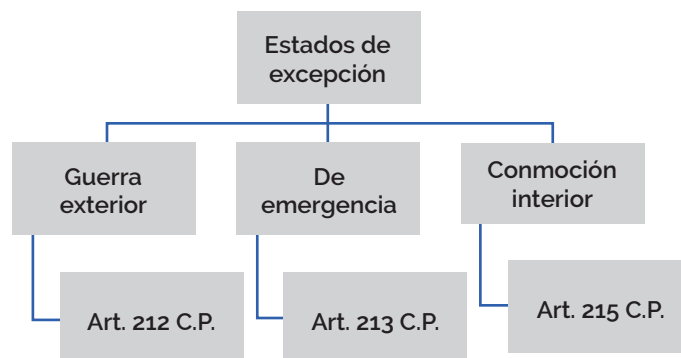 Estados de
excepción
Guerra
exterior
De
emergencia
Conmoción
interior
Art. 212 C.P.
Art. 213 C.P.
Art. 215 C.P.